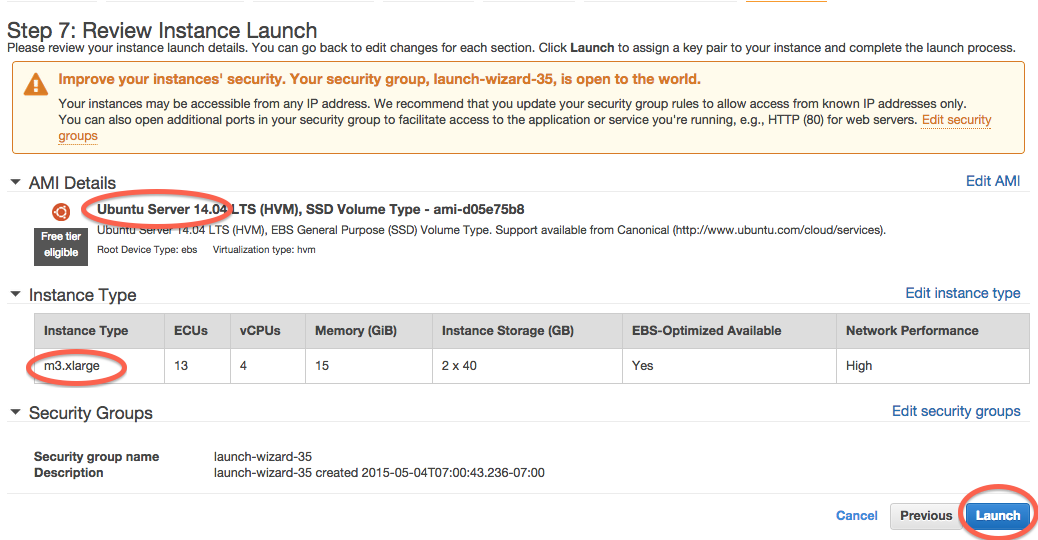 Step 7: Review Instance Launch
Please review your instance launch details. You can go back to edit changes for each section. Click Launch to assign a key pair to your instance and complete the launch process.
Improve your instances' security. Your security group, launch-wizard-35, is open to the world.
Your instances may be accessible from any IP address. We recommend that you update your security group rules to allow access from known IP addresses only.
You can also open additional ports in your security group to facilitate access to the application or service you're running, e.g., HTTP (80) for web servers. Edit security
groups
AMI Details Edit AMI
Ubuntu Server 14.04 LTS (HVM), SSD Volume Type - ami-d05e75b8
Free tier
eligible
Ubuntu Server 14.04 LTS (HVM), EBS General Purpose (SSD) Volume Type. Support available from Canonical (http://www.ubuntu.com/cloud/services).
Root Device Type: ebs Virtualization type: hvm
Instance Type Edit instance type
Instance Type ECUs vCPUs Memory (GiB) Instance Storage (GB) EBS-Optimized Available Network Performance
m3.xlarge 13 4 15 2 x 40 Yes High
Security Groups Edit security groups
Security group name launch-wizard-35
Description launch-wizard-35 created 2015-05-04T07:00:43.236-07:00
Cancel Previous Launch